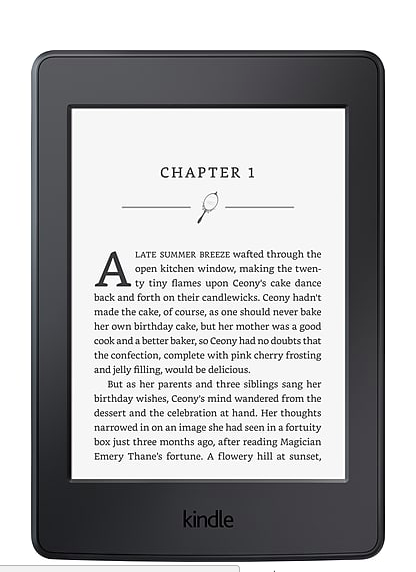 CHAPTER 1
A LATE SUMMER BREEZE wafted through the
open kitchen window, making the twen-
ty tiny flames upon Ceony's cake dance
back and forth on their candlewicks. Ceony hadn't
made the cake, of course, as one should never bake
her own birthday cake, but her mother was a good
cook and a better baker, so Ceony had no doubts that
the confection, complete with pink cherry frosting
and jelly filling, would be delicious.
But as her parents and three siblings sang her
birthday wishes, Ceony's mind wandered from the
dessert and the celebration at hand. Her thoughts
narrowed in on an image she had seen in a fortuity
box just three months ago, after reading Magician
Emery Thane's fortune. A flowery hill at sunset,
kindle